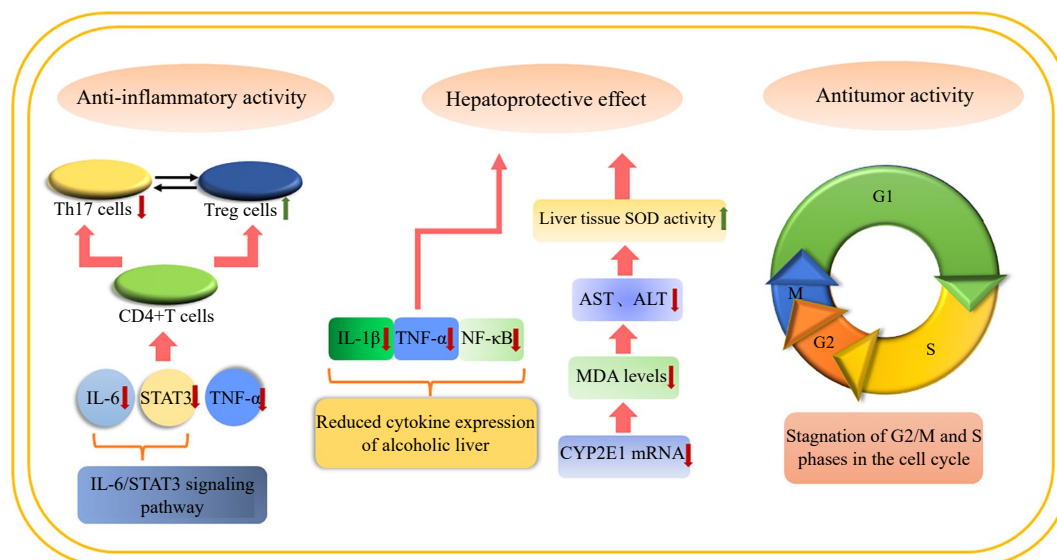 Anti-inflammatory activity
Th17 cells
Treg cells
CD4+T cells
IL-6
STAT3
TNF-α
IL-6/STAT3 signaling
pathway
Hepatoprotective effect
IL-1β
TNF-α
NF-κB
Reduced cytokine expression
of alcoholic liver
Liver tissue SOD activity
AST、ALT
MDA levels
CYP2E1 mRNA
Antitumor activity
G1
M
G2
S
Stagnation of G2/M and S
phases in the cell cycle